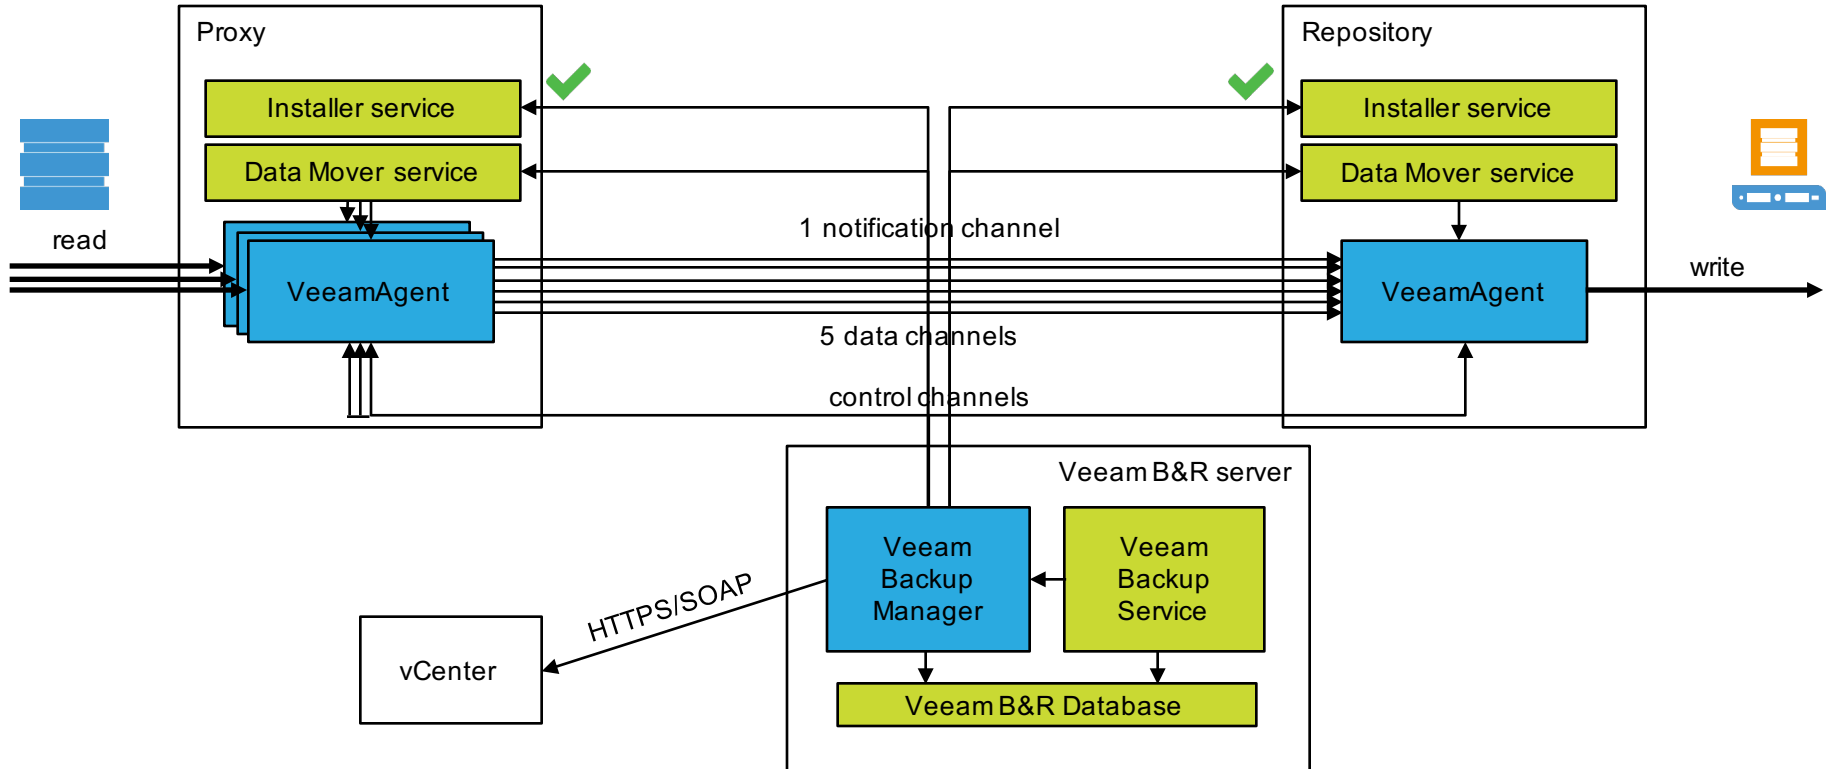 Proxy
Repository
Installer service
Installer service
Data Mover service
Data Mover service
read
1 notification channel
VeeamAgent
VeeamAgent
write
5 data channels
control channels
Veeam B&R server
Veeam
Backup
Manager
Veeam
Backup
Service
HTTPS/SOAP
vCenter
Veeam B&R Database